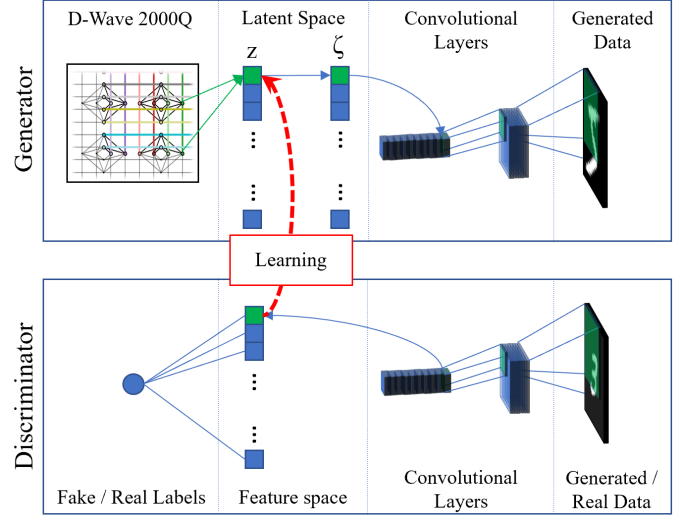 D-Wave 2000Q
Latent Space
Convolutional
Layers
Generated
Data
z
ζ
Generator
Learning
Discriminator
Fake / Real Labels
Feature space
Convolutional
Layers
Generated /
Real Data